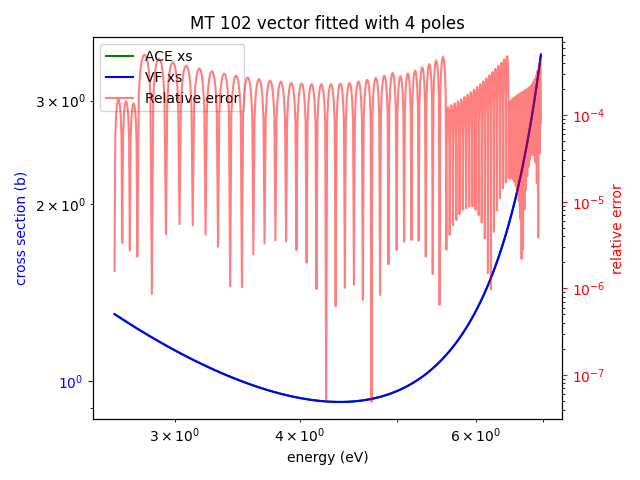 MT 102 vector fitted with 4 poles
ACE xs
VF xs
Relative error
3 × 10⁰
2 × 10⁰
10⁰
cross section (b)
10⁻⁴
10⁻⁵
10⁻⁶
10⁻⁷
relative error
3 × 10⁰
4 × 10⁰
6 × 10⁰
energy (eV)